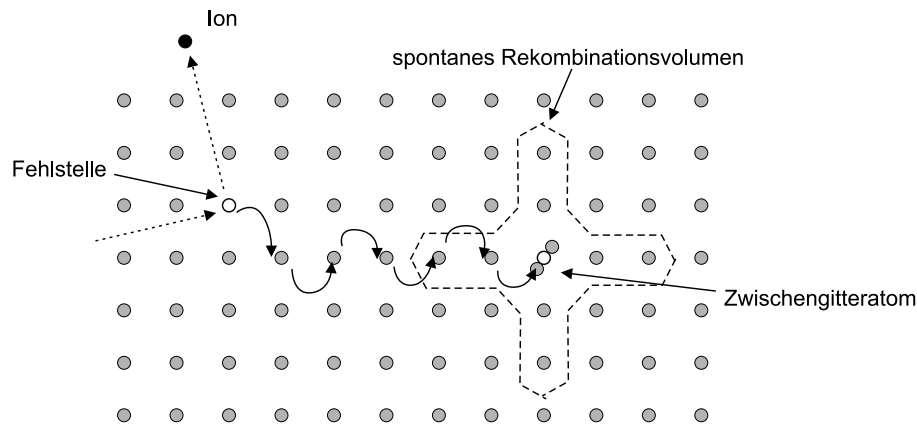 Ion
spontanes Rekombinationsvolumen
Fehlstelle
Zwischengitteratom